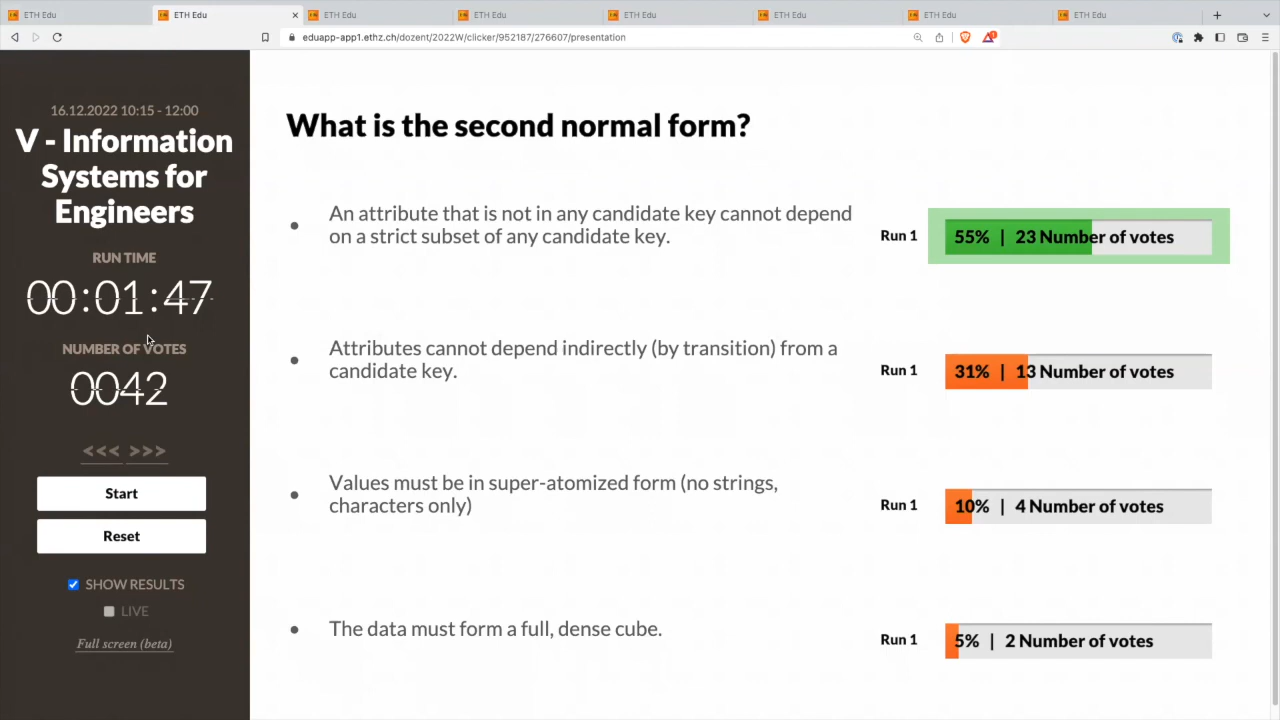 ETH Edu
ETH Edu
ETH Edu
ETH Edu
ETH Edu
ETH Edu
ETH Edu
ETH Edu
eduapp-app1.ethz.ch/dozent/2022W/clicker/952187/276607/presentation
16.12.2022 10:15 - 12:00
V - Information
Systems for
Engineers
RUN TIME
00:01:47
NUMBER OF VOTES
0042
<<< >>>
Start
Reset
SHOW RESULTS
LIVE
Full screen (beta)
What is the second normal form?
An attribute that is not in any candidate key cannot depend
on a strict subset of any candidate key.
Run 1
55% | 23 Number of votes
Attributes cannot depend indirectly (by transition) from a
candidate key.
Run 1
31% | 13 Number of votes
Values must be in super-atomized form (no strings,
characters only)
Run 1
10% | 4 Number of votes
The data must form a full, dense cube.
Run 1
5% | 2 Number of votes